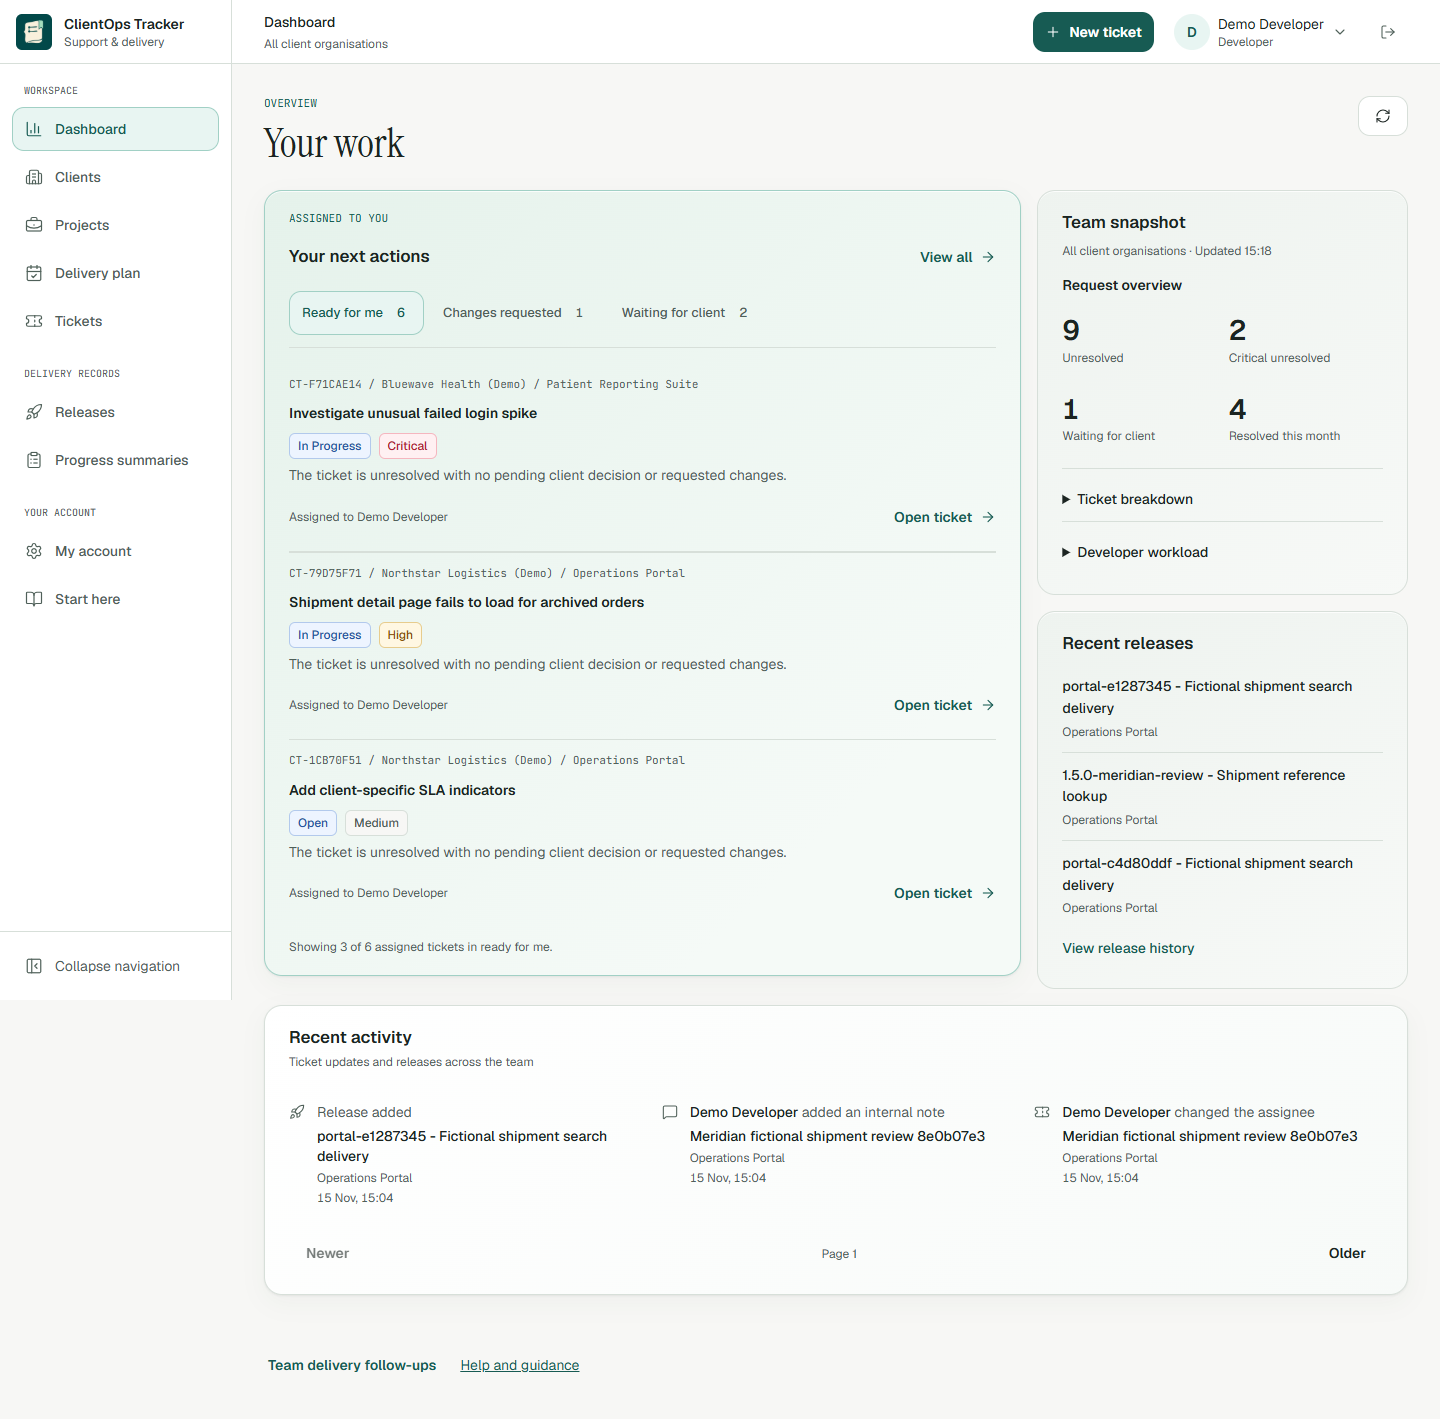 ClientOps Tracker
Support & delivery
WORKSPACE
Dashboard
Clients
Projects
Delivery plan
Tickets
DELIVERY RECORDS
Releases
Progress summaries
YOUR ACCOUNT
My account
Start here
Collapse navigation
Dashboard
All client organisations
New ticket
D
Demo Developer
Developer
OVERVIEW
Your work
ASSIGNED TO YOU
Your next actions
View all
Ready for me 6
Changes requested 1
Waiting for client 2
CT-F71CAE14 / Bluewave Health (Demo) / Patient Reporting Suite
Investigate unusual failed login spike
In Progress
Critical
The ticket is unresolved with no pending client decision or requested changes.
Assigned to Demo Developer
Open ticket
CT-79D75F71 / Northstar Logistics (Demo) / Operations Portal
Shipment detail page fails to load for archived orders
In Progress
High
The ticket is unresolved with no pending client decision or requested changes.
Assigned to Demo Developer
Open ticket
CT-1CB70F51 / Northstar Logistics (Demo) / Operations Portal
Add client-specific SLA indicators
Open
Medium
The ticket is unresolved with no pending client decision or requested changes.
Assigned to Demo Developer
Open ticket
Showing 3 of 6 assigned tickets in ready for me.
Team snapshot
All client organisations · Updated 15:18
Request overview
9
Unresolved
2
Critical unresolved
1
Waiting for client
4
Resolved this month
Ticket breakdown
Developer workload
Recent releases
portal-e1287345 - Fictional shipment search
delivery
Operations Portal
1.5.0-meridian-review - Shipment reference
lookup
Operations Portal
portal-c4d80ddf - Fictional shipment search
delivery
Operations Portal
View release history
Recent activity
Ticket updates and releases across the team
Release added
portal-e1287345 - Fictional shipment search
delivery
Operations Portal
15 Nov, 15:04
Demo Developer added an internal note
Meridian fictional shipment review 8e0b07e3
Operations Portal
15 Nov, 15:04
Demo Developer changed the assignee
Meridian fictional shipment review 8e0b07e3
Operations Portal
15 Nov, 15:04
Newer
Page 1
Older
Team delivery follow-ups
Help and guidance